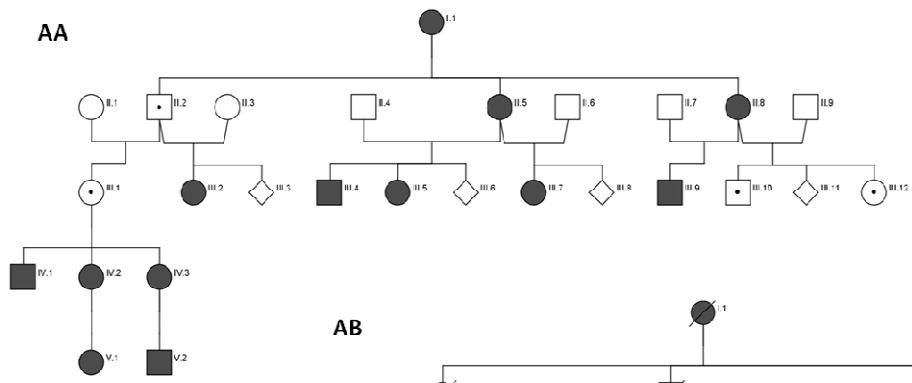 AA
I.1
II.1
II.2
II.3
II.4
II.5
II.6
II.7
II.8
II.9
III.1
III.2
III.3
III.4
III.5
III.6
III.7
III.8
III.9
III.10
III.11
III.12
IV.1
IV.2
IV.3
V.1
V.2
AB
I.1